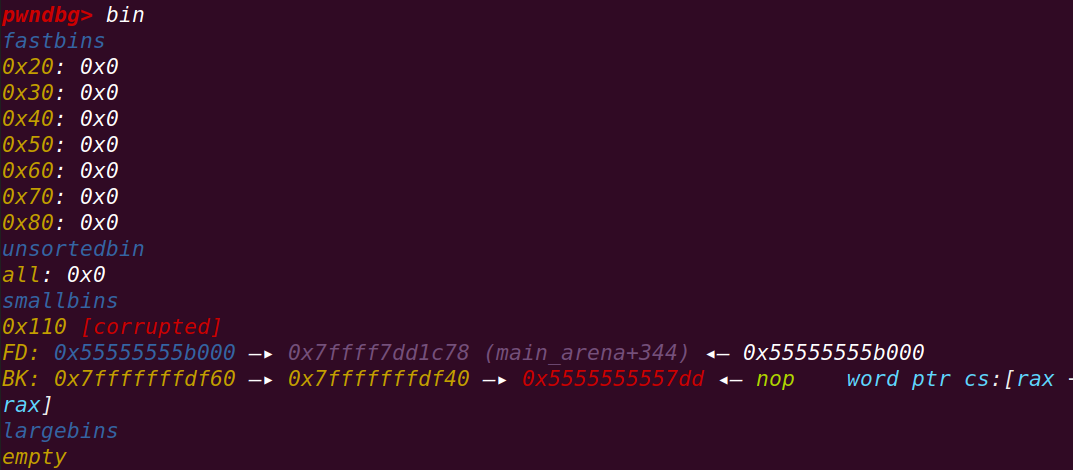 pwndbg> bin
fastbins
0x20: 0x0
0x30: 0x0
0x40: 0x0
0x50: 0x0
0x60: 0x0
0x70: 0x0
0x80: 0x0
unsortedbin
all: 0x0
smallbins
0x110 [corrupted]
FD: 0x55555555b000 —▸ 0x7ffff7dd1c78 (main_arena+344) ◂— 0x55555555b000
BK: 0x7fffffffdf60 —▸ 0x7fffffffdf40 —▸ 0x5555555557dd ◂— nop    word ptr cs:[rax +
rax]
largebins
empty